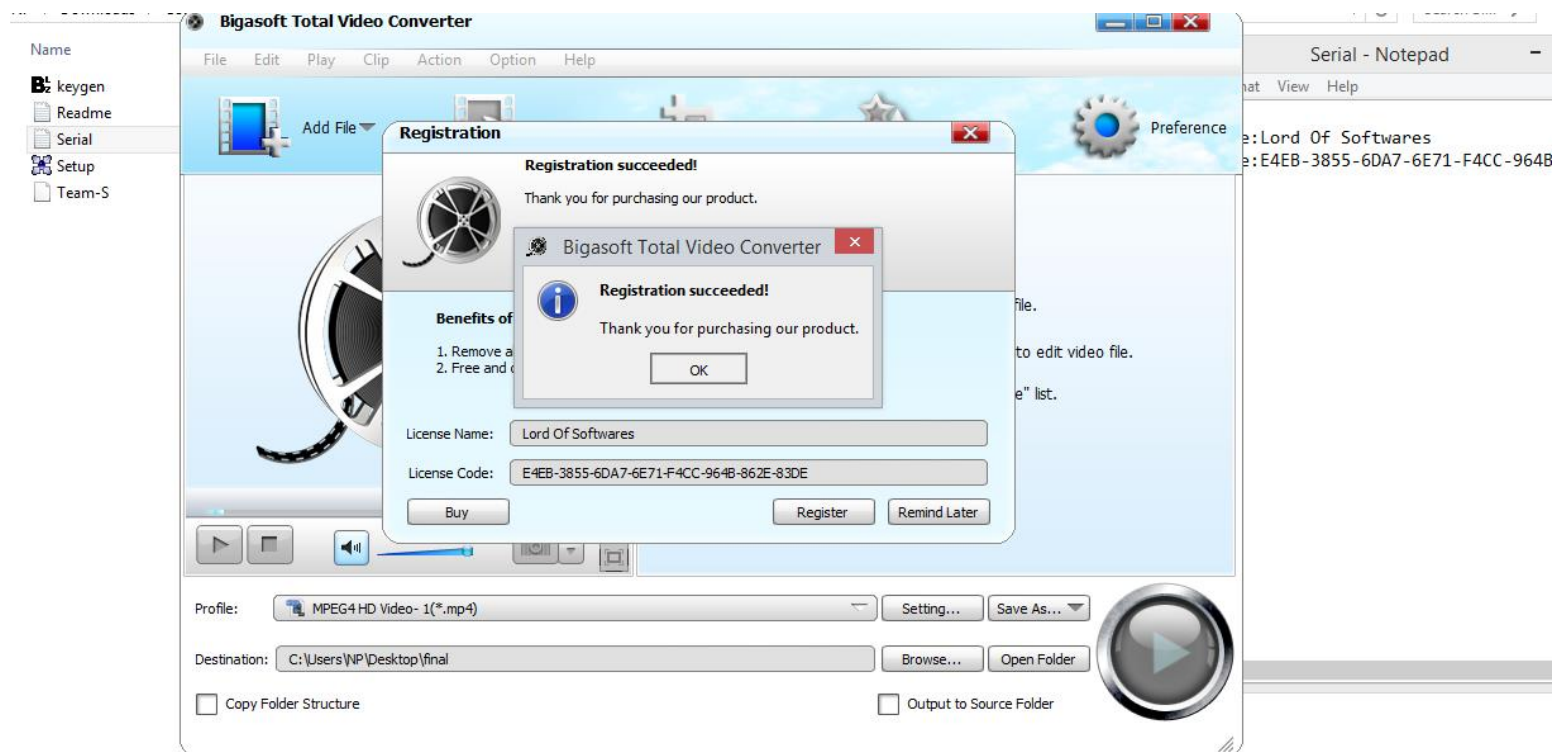 Name
keygen
Readme
Serial
Setup
Team-S
Bigasoft Total Video Converter
File Edit Play Clip Action Option Help
Add File
Preference
Registration
Registration succeeded!
Thank you for purchasing our product.
Bigasoft Total Video Converter
Registration succeeded!
Thank you for purchasing our product.
OK
Benefits of
1. Remove a
2. Free and
file.
to edit video file.
e" list.
License Name: Lord Of Softwares
License Code: E4EB-3855-6DA7-6E71-F4CC-964B-862E-83DE
Buy Register Remind Later
Profile: MPEG4 HD Video- 1(*.mp4) Setting... Save As...
Destination: C:\Users\NP\Desktop\final Browse... Open Folder
Copy Folder Structure Output to Source Folder
Serial - Notepad
nat View Help
e:Lord Of Softwares
e:E4EB-3855-6DA7-6E71-F4CC-964B